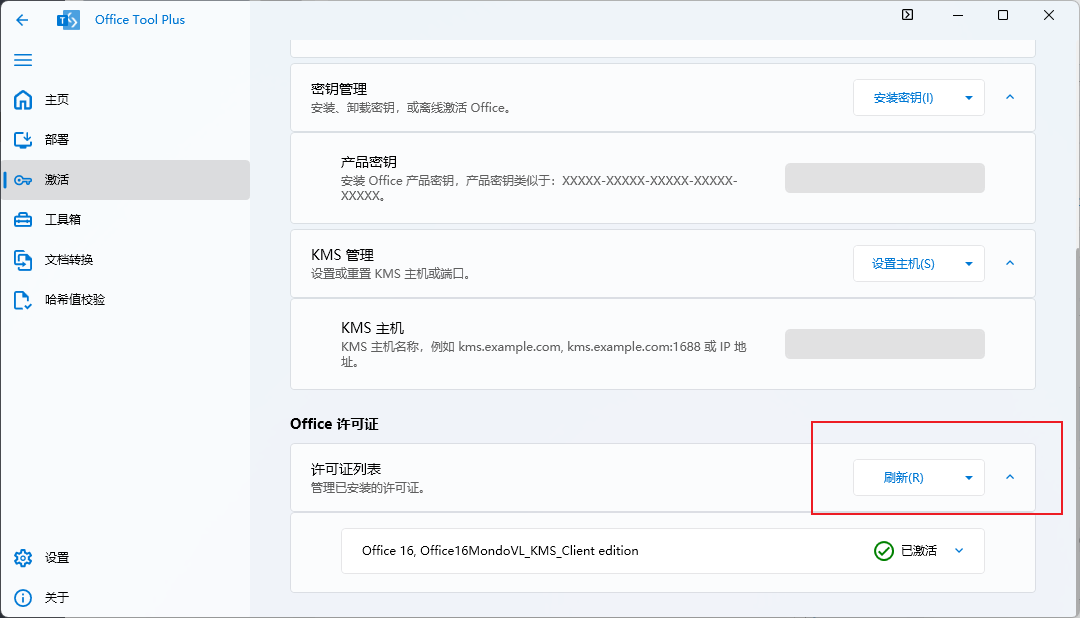 Office Tool Plus
主页
部署
激活
工具箱
文档转换
哈希值校验
设置
关于
密钥管理
安装、卸载密钥，或离线激活 Office。
安装密钥(I)
产品密钥
安装 Office 产品密钥，产品密钥类似于：XXXXX-XXXXX-XXXXX-XXXXX-
XXXXX。
KMS 管理
设置或重置 KMS 主机或端口。
设置主机(S)
KMS 主机
KMS 主机名称，例如 kms.example.com, kms.example.com:1688 或 IP 地
址。
Office 许可证
许可证列表
管理已安装的许可证。
刷新(R)
Office 16, Office16MondoVL_KMS_Client edition
已激活